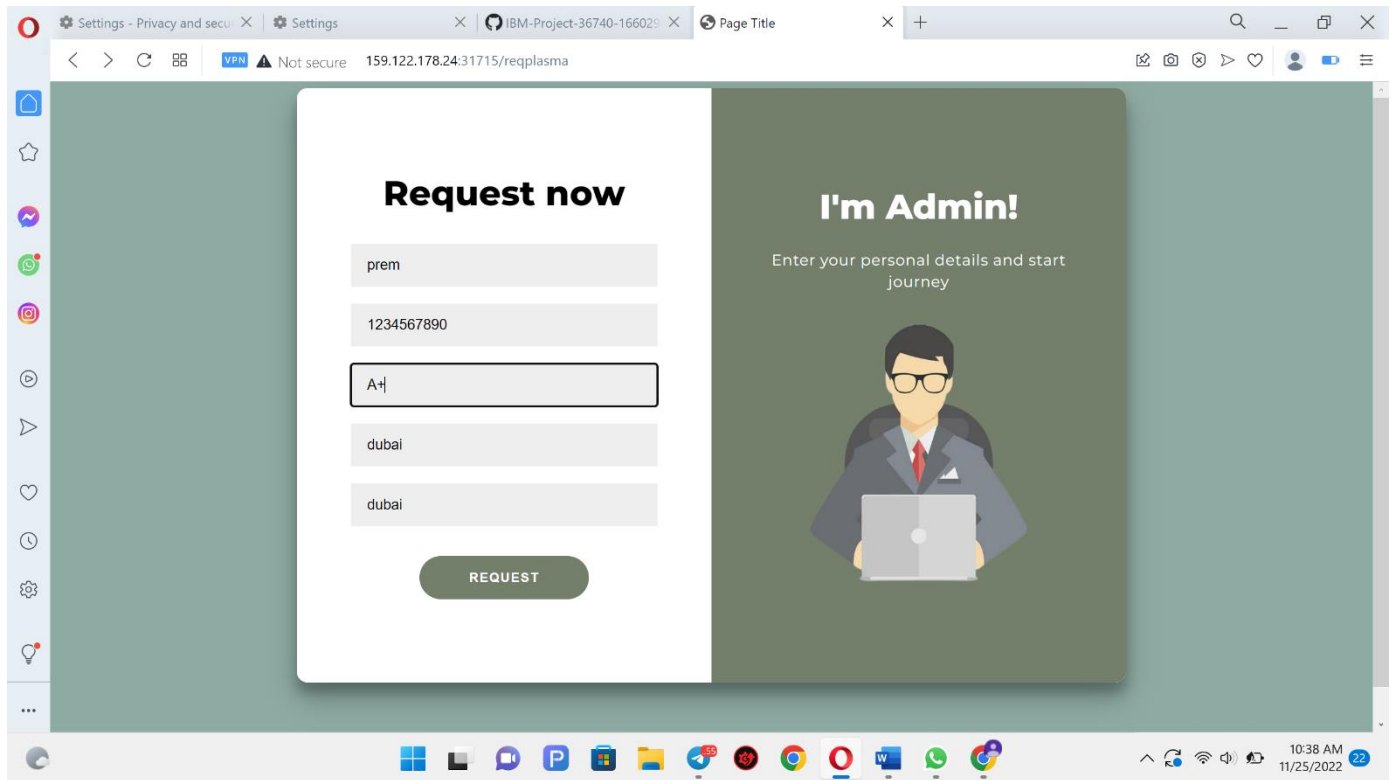 Settings - Privacy and secu
Settings
IBM-Project-36740-166029
Page Title
VPN
Not secure
159.122.178.24:31715/reqplasma
Request now
prem
1234567890
A+
dubai
dubai
REQUEST
I'm Admin!
Enter your personal details and start
journey
55
10:38 AM
11/25/2022
22